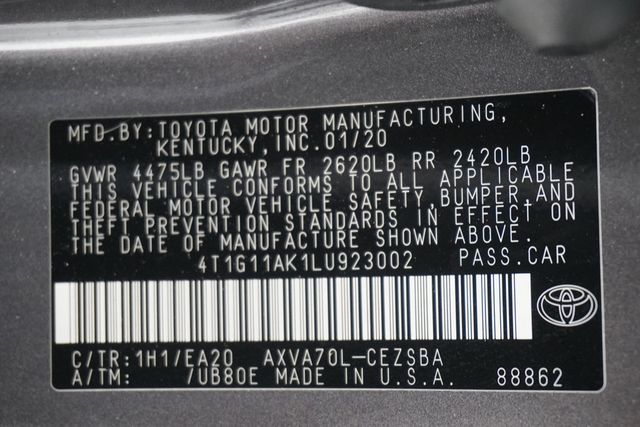 MFD.BY:TOYOTA MOTOR MANUFACTURING,
KENTUCKY,INC.01/20
GVWR 4475LB GAWR FR 2620LB RR 2420LB
THIS VEHICLE CONFORMS TO ALL APPLICABLE
FEDERAL MOTOR VEHICLE SAFETY,BUMPER,AND
THEFT PREVENTION STANDARDS IN EFFECT ON
THE DATE OF MANUFACTURE SHOWN ABOVE.
4T1G11AK1LU923002 PASS.CAR
C/TR:1H1/EA20 AXVA70L-CEZSBA
A/TM: /UB80E MADE IN U.S.A. 88862